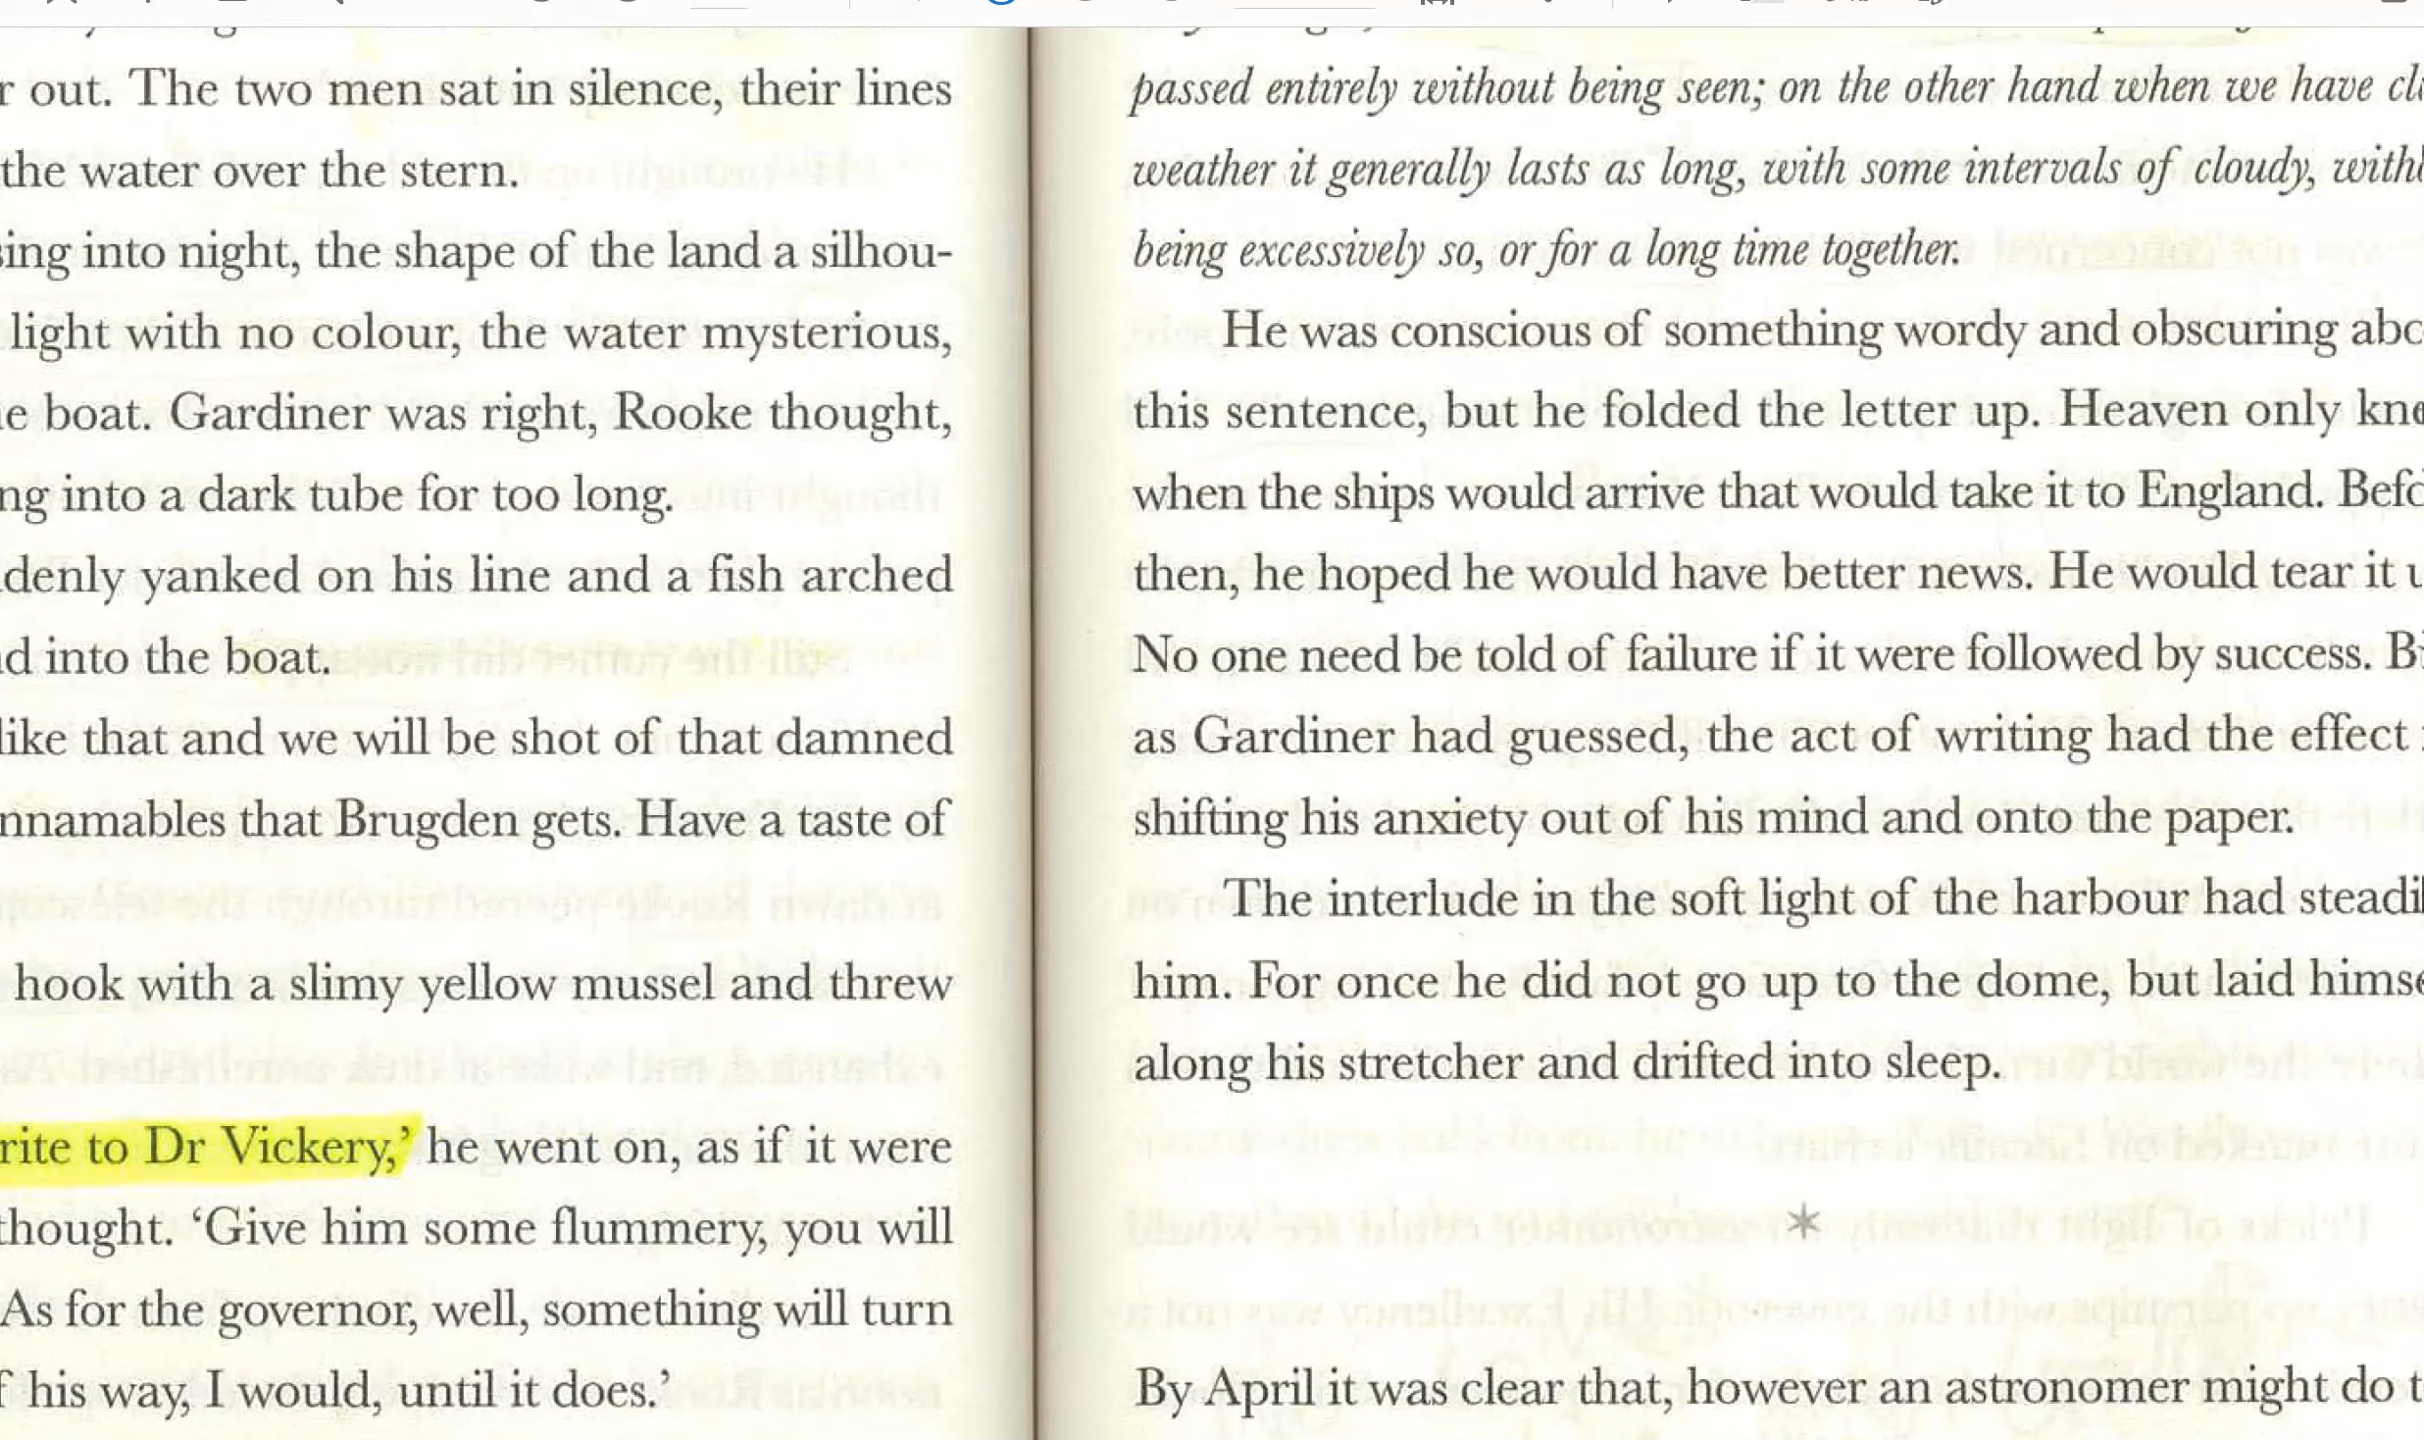 out. The two men sat in silence, their lines
the water over the stern.
into night, the shape of the land a silhou-
light with no colour, the water mysterious,
boat. Gardiner was right, Rooke thought,
into a dark tube for too long.
yanked on his line and a fish arched
into the boat.
like that and we will be shot of that damned
that Brugden gets. Have a taste of
hook with a slimy yellow mussel and threw
rite to Dr Vickery,’ he went on, as if it were
thought. ‘Give him some flummery, you will
As for the governor, well, something will turn
his way, I would, until it does.’
passed entirely without being seen; on the other hand when we have
weather it generally lasts as long, with some intervals of cloudy,
being excessively so, or for a long time together.
He was conscious of something wordy and obscuring
this sentence, but he folded the letter up. Heaven only
when the ships would arrive that would take it to England.
then, he hoped he would have better news. He would tear it
No one need be told of failure if it were followed by success.
as Gardiner had guessed, the act of writing had the effect
shifting his anxiety out of his mind and onto the paper.
The interlude in the soft light of the harbour had
him. For once he did not go up to the dome, but laid
along his stretcher and drifted into sleep.
*
By April it was clear that, however an astronomer might do